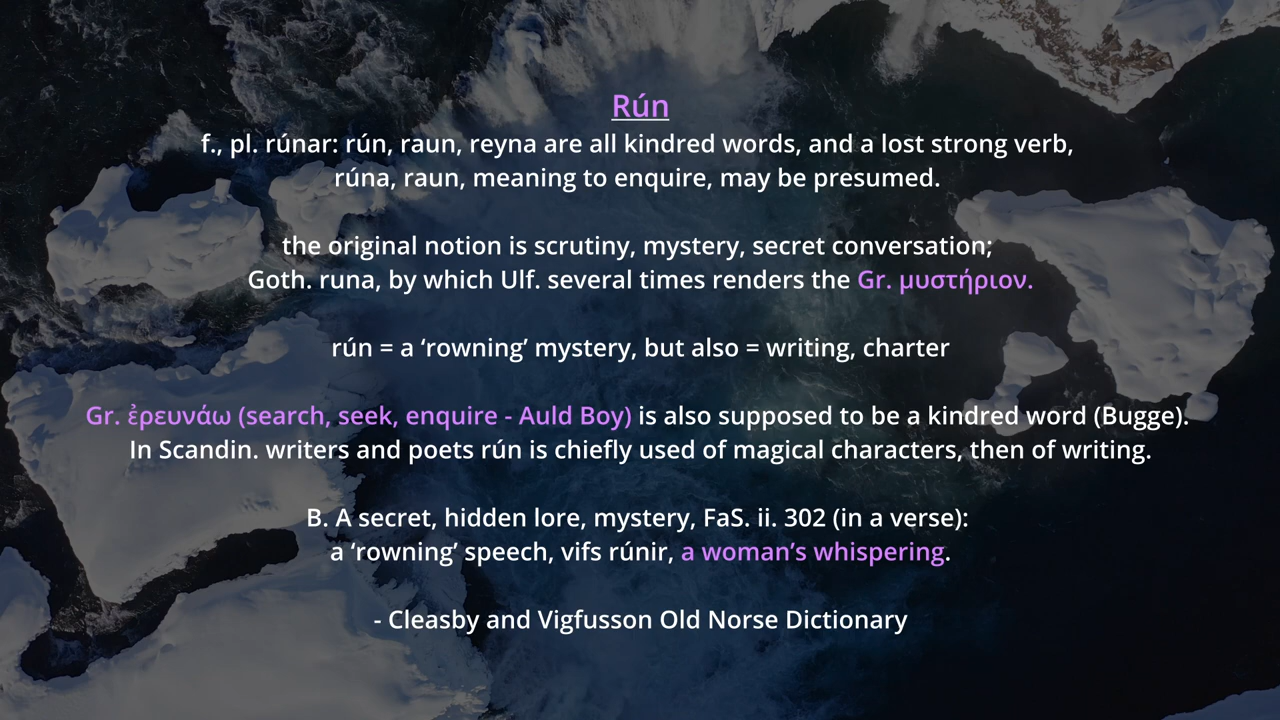 Rún
f., pl. rúnar: rún, raun, reyna are all kindred words, and a lost strong verb,
rúna, raun, meaning to enquire, may be presumed.
the original notion is scrutiny, mystery, secret conversation;
Goth. runa, by which Ulf. several times renders the Gr. μυστήριον.
rún = a ‘rowning’ mystery, but also = writing, charter
Gr. ἐρευνάω (search, seek, enquire - Auld Boy) is also supposed to be a kindred word (Bugge).
In Scandin. writers and poets rún is chiefly used of magical characters, then of writing.
B. A secret, hidden lore, mystery, FaS. ii. 302 (in a verse):
a ‘rowning’ speech, vifs rúnir, a woman’s whispering.
- Cleasby and Vigfusson Old Norse Dictionary